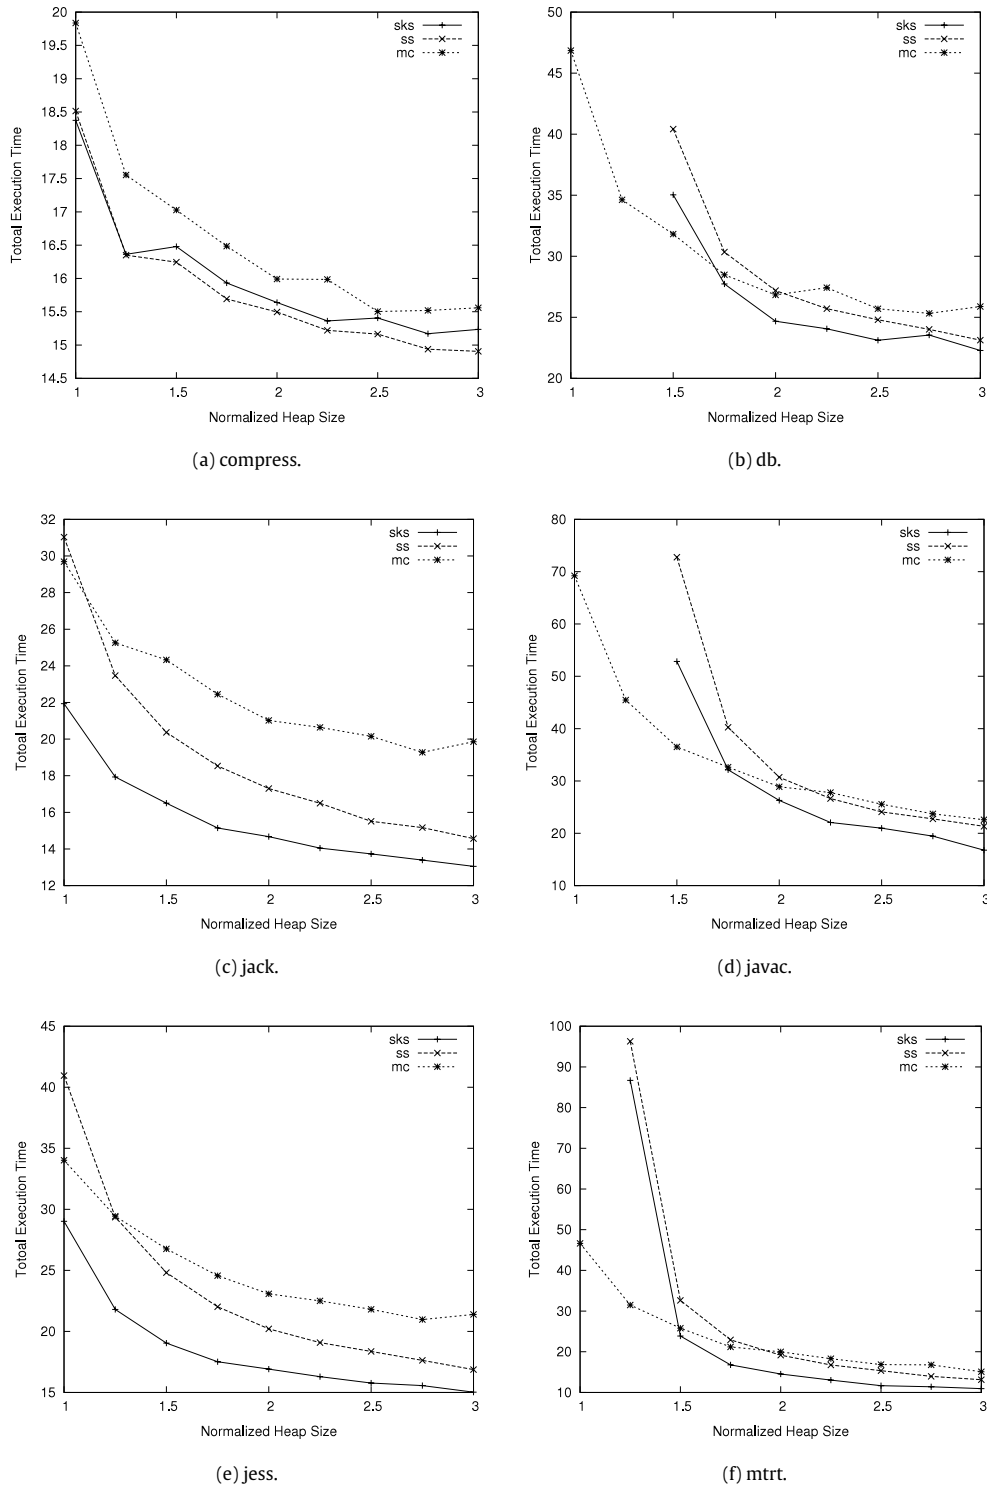 20
19.5
19
18.5
18
17.5
17
16.5
16
15.5
15
14.5
1
1.5
2
2.5
3
Totoal Execution Time
Normalized Heap Size
sks
ss
mc
(a) compress.
50
45
40
35
30
25
20
1
1.5
2
2.5
3
Totoal Execution Time
Normalized Heap Size
sks
ss
mc
(b) db.
32
30
28
26
24
22
20
18
16
14
12
1
1.5
2
2.5
3
Totoal Execution Time
Normalized Heap Size
sks
ss
mc
(c) jack.
80
70
60
50
40
30
20
10
1
1.5
2
2.5
3
Totoal Execution Time
Normalized Heap Size
sks
ss
mc
(d) javac.
45
40
35
30
25
20
15
1
1.5
2
2.5
3
Totoal Execution Time
Normalized Heap Size
sks
ss
mc
(e) jess.
100
90
80
70
60
50
40
30
20
10
1
1.5
2
2.5
3
Totoal Execution Time
Normalized Heap Size
sks
ss
mc
(f) mtrt.